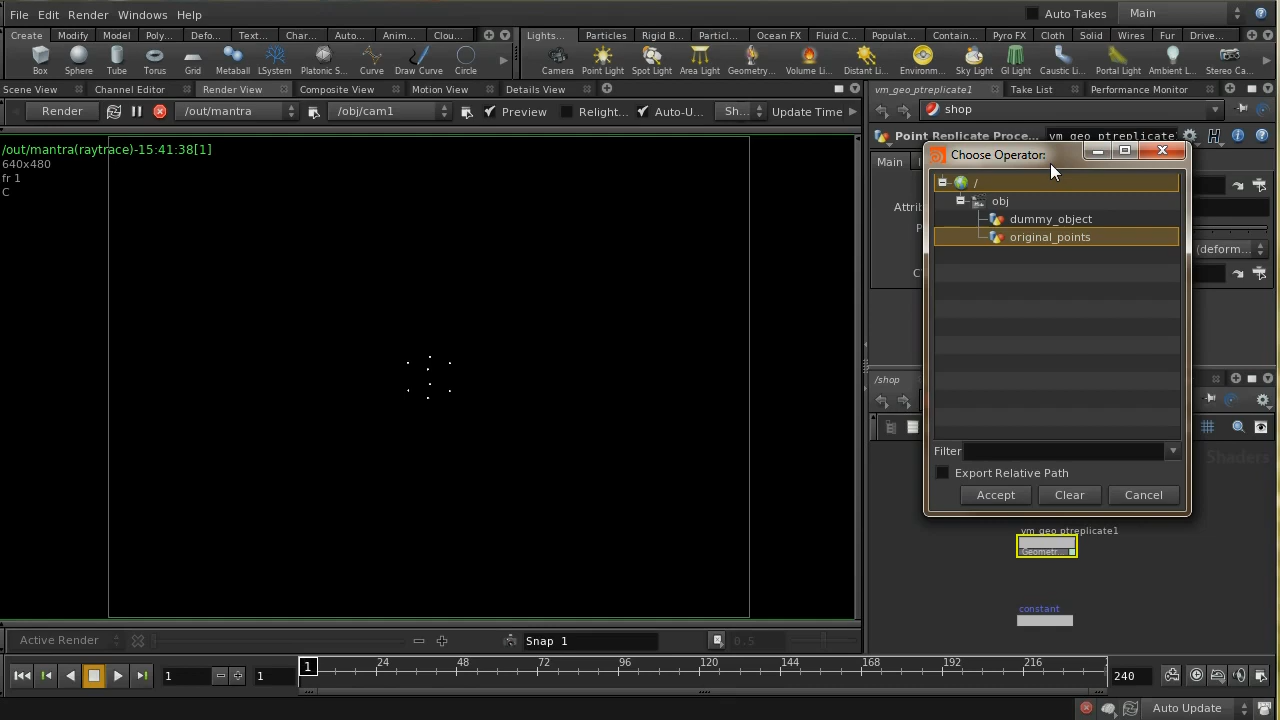 File Edit Render Windows Help Auto Takes Main
Create Modify Model Poly... Defo... Text... Char... Auto... Anim... Clou... Lights... Particles Rigid B... Particl... Ocean FX Fluid C... Populat... Contain... Pyro FX Cloth Solid Wires Fur Drive...
Box Sphere Tube Torus Grid Metaball LSystem Platonic S... Curve Draw Curve Circle Camera Point Light Spot Light Area Light Geometry... Volume Li... Distant Li... Environm... Sky Light GI Light Caustic Li... Portal Light Ambient L... Stereo Ca...
Scene View Channel Editor Render View Composite View Motion View Details View vm_geo_ptreplicate1 Take List Performance Monitor
Render /out/mantra /obj/cam1 Preview Relight... Auto-U... Sh... Update Time shop
Point Replicate Proce... vm_geo_ptreplicate
/out/mantra(raytrace)-15:41:38[1]
640x480
fr 1
C
Main
Attri
(deform...
Choose Operator:
/
obj
dummy_object
original_points
Filter
Export Relative Path
Accept Clear Cancel
/shop
Shaders
vm_geo_ptreplicate1
Geometr
constant
Active Render Snap 1 0.5
1 1 1 24 48 72 96 120 144 168 192 216 240
Auto Update